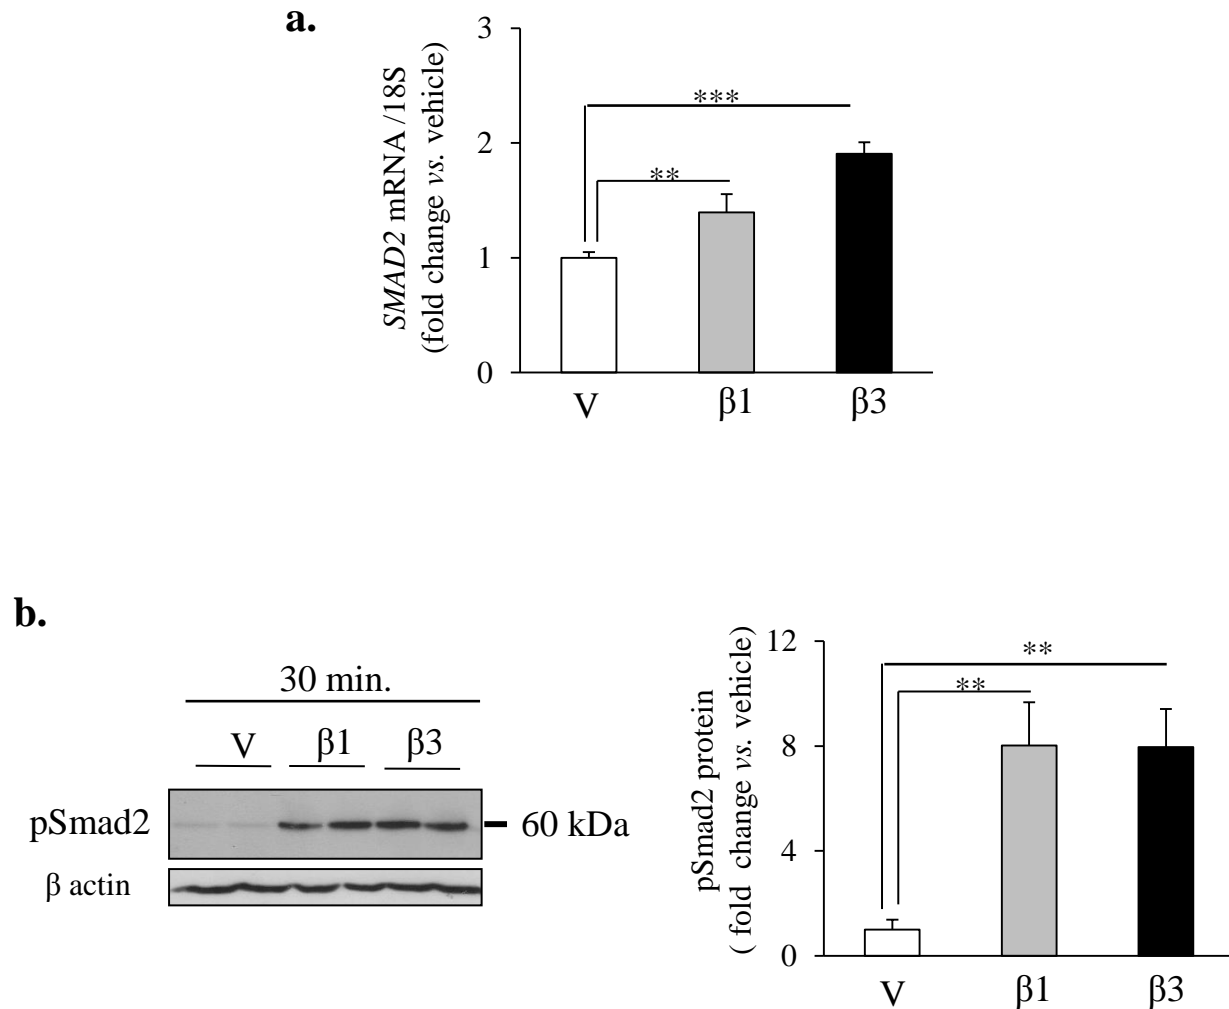 a.
SMAD2 mRNA /18S
(fold change vs. vehicle)
3
2
1
0
***
**
V β1 β3
b.
30 min.
V β1 β3
pSmad2
60 kDa
β actin
pSmad2 protein
( fold change vs. vehicle)
12
8
4
0
**
**
V β1 β3